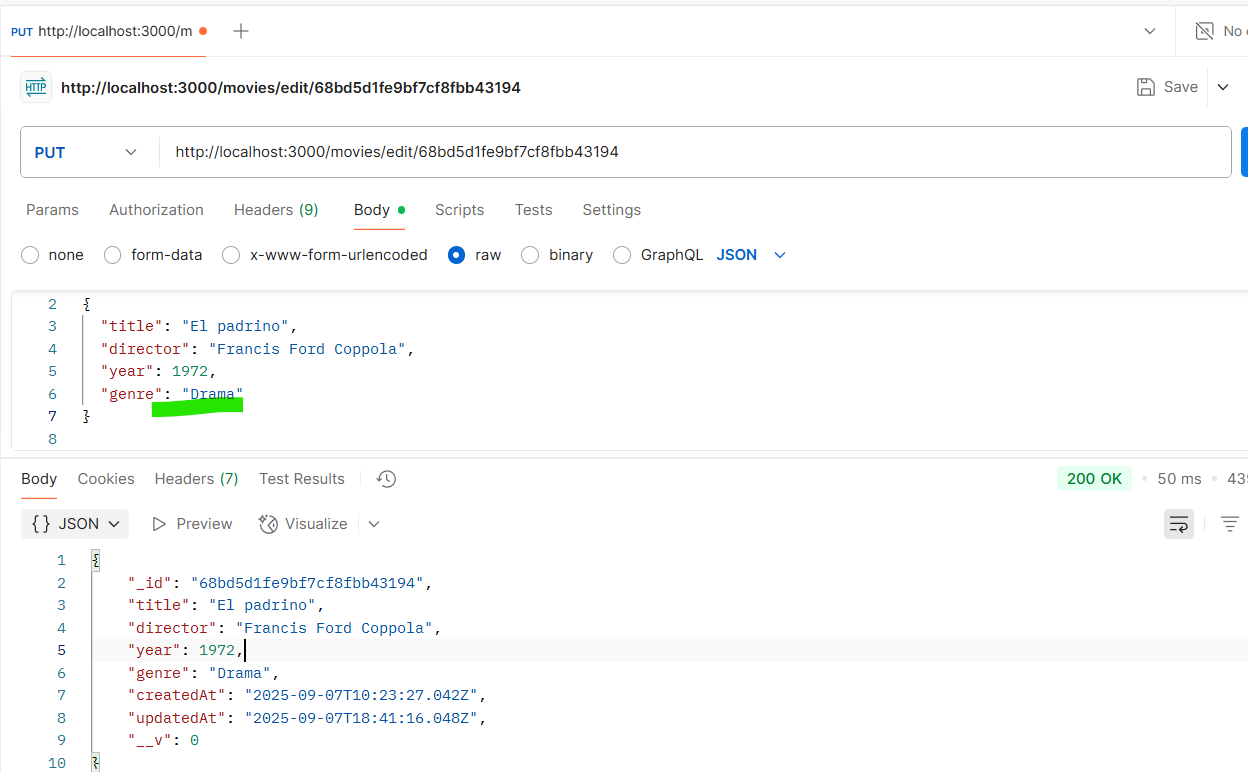 PUT http://localhost:3000/m
No
HTTP http://localhost:3000/movies/edit/68bd5d1fe9bf7cf8fbb43194 Save
PUT http://localhost:3000/movies/edit/68bd5d1fe9bf7cf8fbb43194
Params Authorization Headers (9) Body Scripts Tests Settings
none form-data x-www-form-urlencoded raw binary GraphQL JSON
2 {
3 "title": "El padrino",
4 "director": "Francis Ford Coppola",
5 "year": 1972,
6 "genre": "Drama"
7 }
8
Body Cookies Headers (7) Test Results 200 OK 50 ms 439
{} JSON Preview Visualize
1 {
2 "_id": "68bd5d1fe9bf7cf8fbb43194",
3 "title": "El padrino",
4 "director": "Francis Ford Coppola",
5 "year": 1972,
6 "genre": "Drama",
7 "createdAt": "2025-09-07T10:23:27.042Z",
8 "updatedAt": "2025-09-07T18:41:16.048Z",
9 "__v": 0
10 }